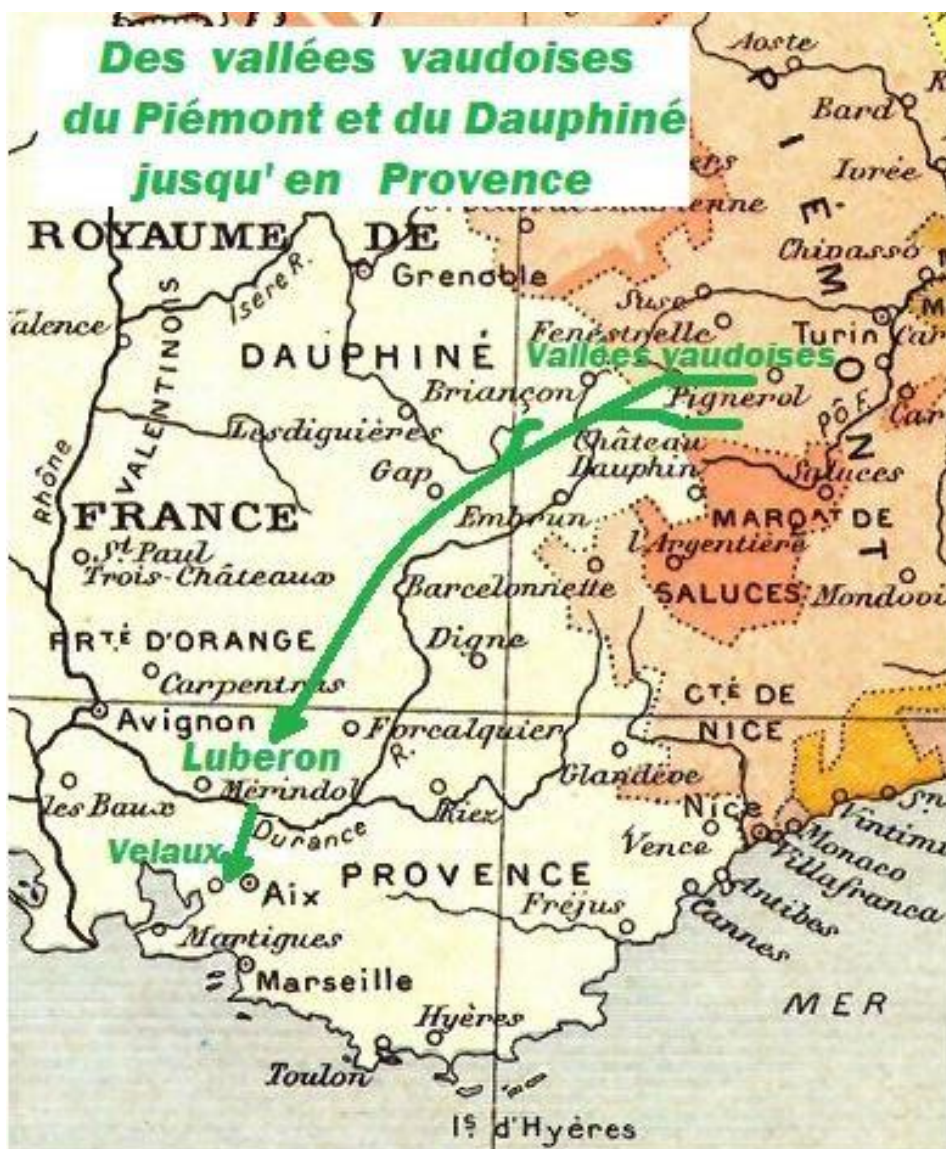 Des vallées vaudoises
du Piémont et du Dauphiné
jusqu' en Provence
Aoste
PIÉMONT
Bard
Ivrée
Chivasso
ROYAUME DE
FRANCE
Isère R.
Grenoble
Suse
Fenestrelle
Turin
VALENTINOIS
DAUPHINÉ
Vallées vaudoises
Briançon
Pignerol
Pô F.
Lesdiguières
Château
Dauphin
Saluces
Gap
Rhône
Embrun
MARQAT DE
SALUCES
St Paul
Trois-Châteaux
l'Argentière
Barcelonnette
Mondovi
PRTÉ D'ORANGE
Digne
Carpentras
CTÉ DE
NICE
Avignon
Forcalquier
Luberon
Glandève
les Baux
Mérindol
R.
Riez
Nice
Durance
Vence
Monaco
Villafranca
Velaux
PROVENCE
Antibes
Aix
Cannes
Fréjus
Martigues
Marseille
MER
Hyères
Toulon
Is. d'Hyères